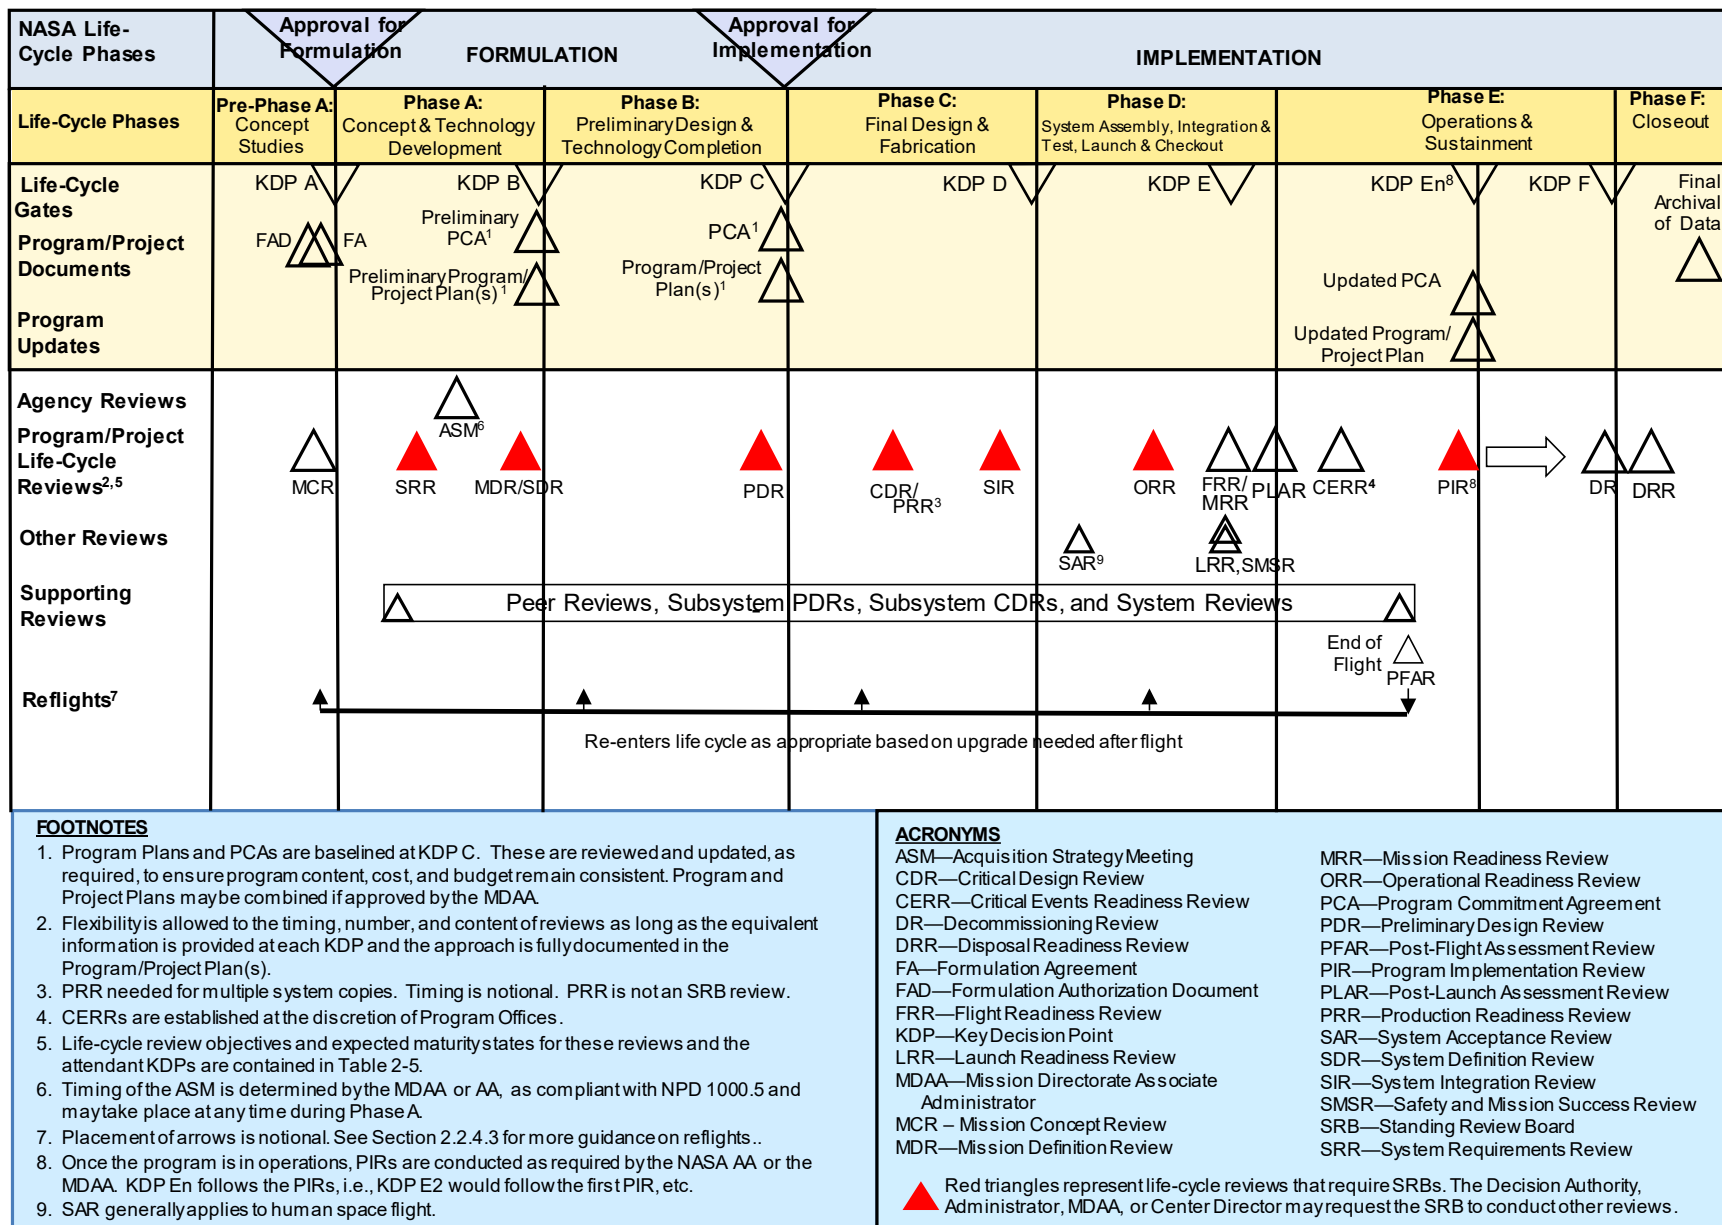 NASA Life-
Cycle Phases
Approval for
Formulation
FORMULATION
Approval for
Implementation
IMPLEMENTATION
Life-Cycle Phases
Pre-Phase A:
Concept
Studies
Phase A:
Concept & Technology
Development
Phase B:
Preliminary Design &
Technology Completion
Phase C:
Final Design &
Fabrication
Phase D:
System Assembly, Integration &
Test, Launch & Checkout
Phase E:
Operations &
Sustainment
Phase F:
Closeout
Life-Cycle
Gates
KDP A
KDP B
KDP C
KDP D
KDP E
KDP En8
KDP F
Final
Archival
of Data
Program/Project
Documents
FAD
FA
Preliminary
PCA1
Preliminary Program/
Project Plan(s) 1
PCA1
Program/Project
Plan(s)1
Updated PCA
Program
Updates
Updated Program/
Project Plan
Agency Reviews
ASM6
Program/Project
Life-Cycle
Reviews2,5
MCR
SRR
MDR/SDR
PDR
CDR/
PRR3
SIR
ORR
FRR/
MRR
PLAR
CERR4
PIR8
DR
DRR
Other Reviews
SAR9
LRR,SMSR
Supporting
Reviews
Peer Reviews, Subsystem PDRs, Subsystem CDRs, and System Reviews
End of
Flight
PFAR
Reflights7
Re-enters life cycle as appropriate based on upgrade needed after flight
FOOTNOTES
1. Program Plans and PCAs are baselined at KDP C. These are reviewed and updated, as
required, to ensure program content, cost, and budget remain consistent. Program and
Project Plans may be combined if approved by the MDAA.
2. Flexibility is allowed to the timing, number, and content of reviews as long as the equivalent
information is provided at each KDP and the approach is fully documented in the
Program/Project Plan(s).
3. PRR needed for multiple system copies. Timing is notional. PRR is not an SRB review.
4. CERRs are established at the discretion of Program Offices.
5. Life-cycle review objectives and expected maturity states for these reviews and the
attendant KDPs are contained in Table 2-5.
6. Timing of the ASM is determined by the MDAA or AA, as compliant with NPD 1000.5 and
may take place at any time during Phase A.
7. Placement of arrows is notional. See Section 2.2.4.3 for more guidance on reflights..
8. Once the program is in operations, PIRs are conducted as required by the NASA AA or the
MDAA. KDP En follows the PIRs, i.e., KDP E2 would follow the first PIR, etc.
9. SAR generally applies to human space flight.
ACRONYMS
ASM—Acquisition Strategy Meeting
CDR—Critical Design Review
CERR—Critical Events Readiness Review
DR—Decommissioning Review
DRR—Disposal Readiness Review
FA—Formulation Agreement
FAD—Formulation Authorization Document
FRR—Flight Readiness Review
KDP—Key Decision Point
LRR—Launch Readiness Review
MDAA—Mission Directorate Associate
Administrator
MCR – Mission Concept Review
MDR—Mission Definition Review
MRR—Mission Readiness Review
ORR—Operational Readiness Review
PCA—Program Commitment Agreement
PDR—Preliminary Design Review
PFAR—Post-Flight Assessment Review
PIR—Program Implementation Review
PLAR—Post-Launch Assessment Review
PRR—Production Readiness Review
SAR—System Acceptance Review
SDR—System Definition Review
SIR—System Integration Review
SMSR—Safety and Mission Success Review
SRB—Standing Review Board
SRR—System Requirements Review
Red triangles represent life-cycle reviews that require SRBs. The Decision Authority,
Administrator, MDAA, or Center Director may request the SRB to conduct other reviews.